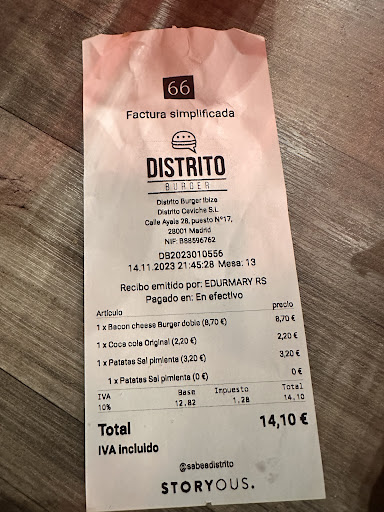 66
Factura simplificada
DISTRITO
BURGER
Distrito Burger Ibiza
Distrito Ceviche S.L
Calle Ayala 28, puesto Nº17,
28001 Madrid
NIF: B88596762
DB2023010556
14.11.2023 21:45:28 Mesa: 13
Recibo emitido por: EDURMARY RS
Pagado en: En efectivo
Artículo precio
1 x Bacon cheese Burger doble (8,70 €) 8,70 €
1 x Coca cola Original (2,20 €) 2,20 €
1 x Patatas Sal pimienta (3,20 €) 3,20 €
1 x Patatas Sal pimienta (0 €) 0 €
IVA Base Impuesto Total
10% 12.82 1.28 14.10
Total 14,10 €
IVA incluido
@sabeadistrito
STORYOUS.